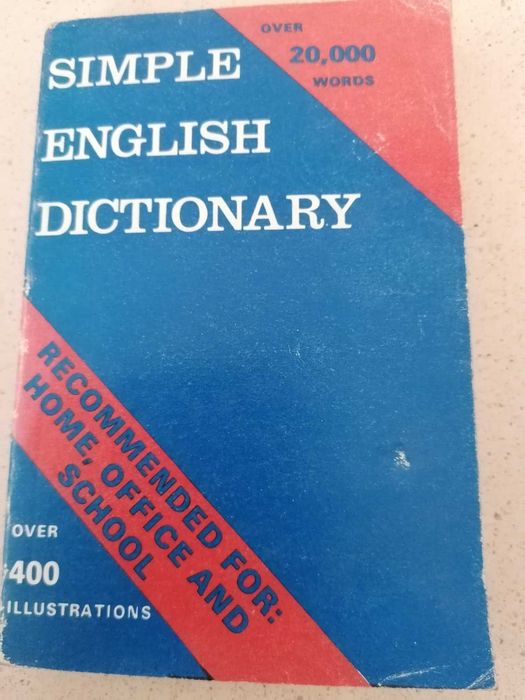 OVER
20,000
WORDS
SIMPLE
ENGLISH
DICTIONARY
RECOMMENDED FOR:
HOME, OFFICE AND
SCHOOL
OVER
400
ILLUSTRATIONS